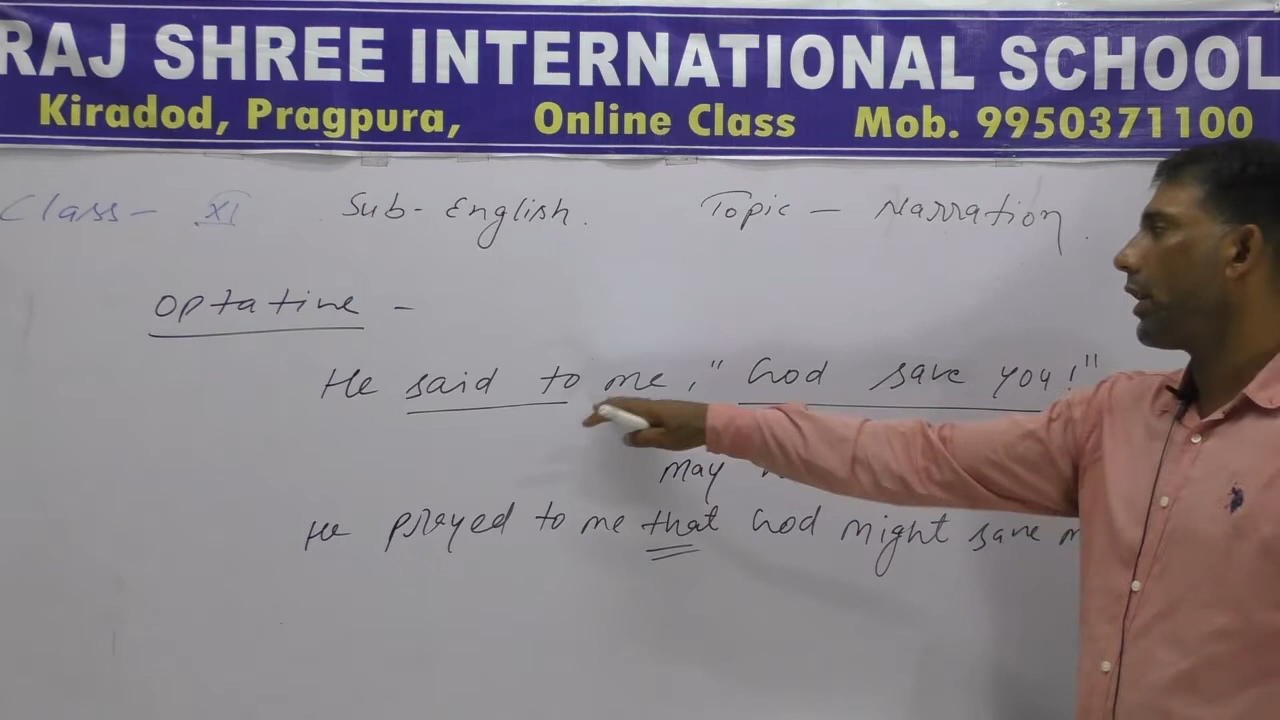 RAJ SHREE INTERNATIONAL SCHOOL
Kiradod, Pragpura, Online Class Mob. 9950371100
Class - XI Sub - English. Topic - Narration.
Optative -
He said to me, "God save you!"
may
He prayed to me that God might save